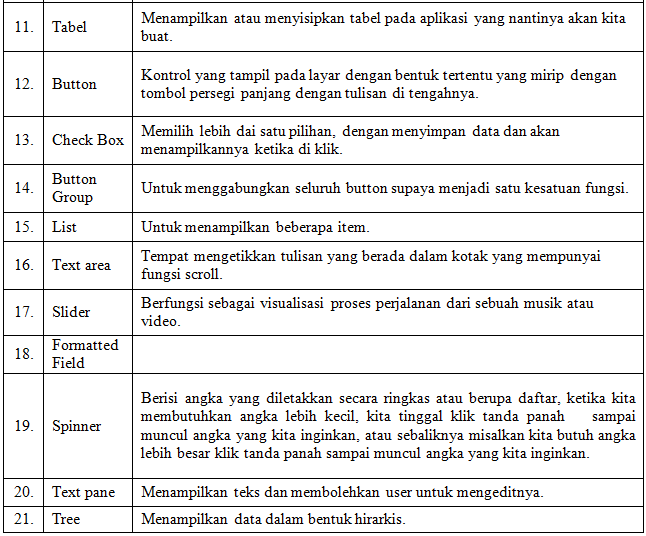 11. Tabel Menampilkan atau menyisipkan tabel pada aplikasi yang nantinya akan kita
buat.
12. Button Kontrol yang tampil pada layar dengan bentuk tertentu yang mirip dengan
tombol persegi panjang dengan tulisan di tengahnya.
13. Check Box Memilih lebih dai satu pilihan, dengan menyimpan data dan akan
menampilkannya ketika di klik.
14. Button
Group Untuk menggabungkan seluruh button supaya menjadi satu kesatuan fungsi.
15. List Untuk menampilkan beberapa item.
16. Text area Tempat mengetikkan tulisan yang berada dalam kotak yang mempunyai
fungsi scroll.
17. Slider Berfungsi sebagai visualisasi proses perjalanan dari sebuah musik atau
video.
18. Formatted
Field
19. Spinner Berisi angka yang diletakkan secara ringkas atau berupa daftar, ketika kita
membutuhkan angka lebih kecil, kita tinggal klik tanda panah sampai
muncul angka yang kita inginkan, atau sebaliknya misalkan kita butuh angka
lebih besar klik tanda panah sampai muncul angka yang kita inginkan.
20. Text pane Menampilkan teks dan membolehkan user untuk mengeditnya.
21. Tree Menampilkan data dalam bentuk hirarkis.